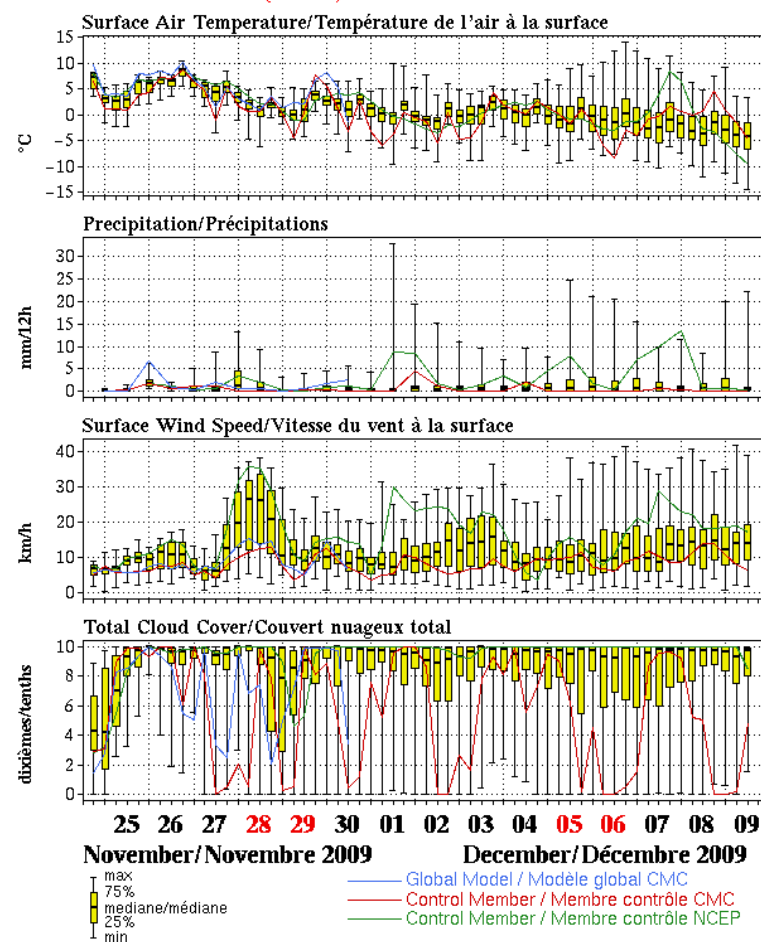 Surface Air Temperature/Température de l'air à la surface
15
10
5
0
−5
−10
−15
°C
Precipitation/Précipitations
30
25
20
15
10
5
0
mm/12h
Surface Wind Speed/Vitesse du vent à la surface
40
30
20
10
0
km/h
Total Cloud Cover/Couvert nuageux total
10
8
6
4
2
0
dixièmes/tenths
25 26 27 28 29 30 01 02 03 04 05 06 07 08 09
November/Novembre 2009 December/Décembre 2009
max
75%
mediane/médiane
25%
min
Global Model / Modèle global CMC
Control Member / Membre contrôle CMC
Control Member / Membre contrôle NCEP